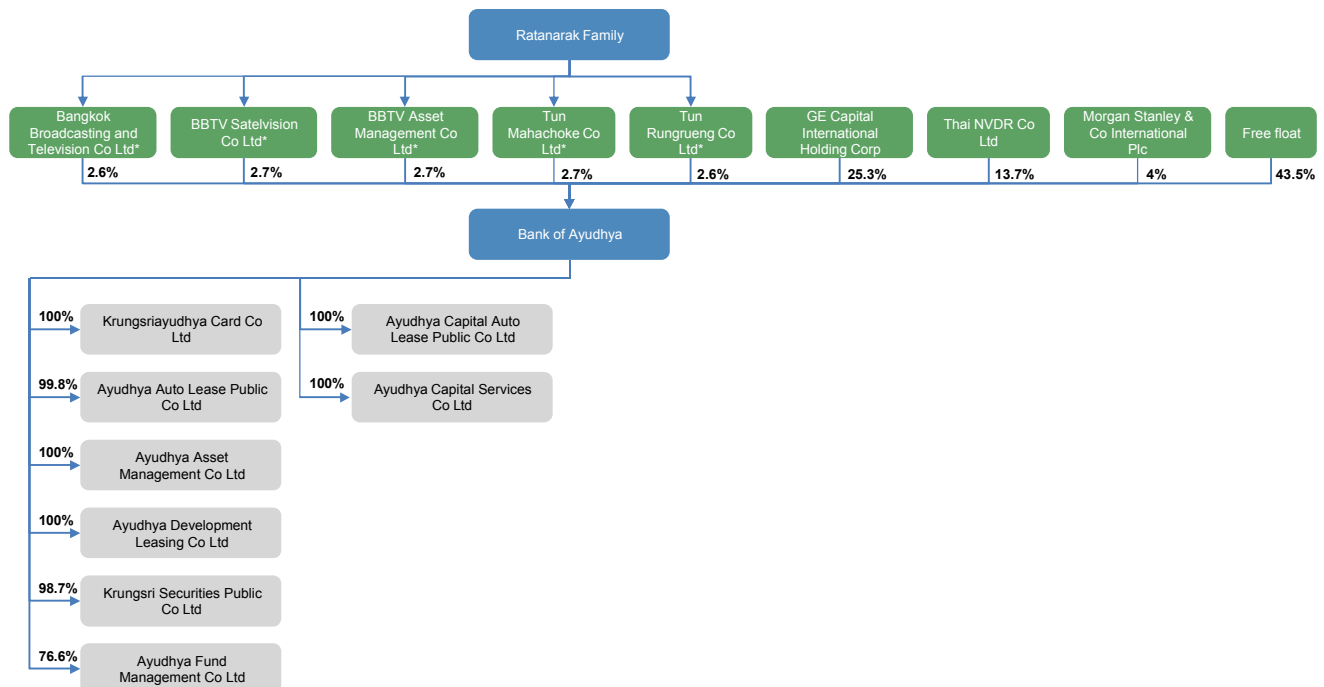 Ratanarak Family
Bangkok
Broadcasting and
Television Co Ltd*
BBTV Satelvision
Co Ltd*
BBTV Asset
Management Co
Ltd*
Tun
Mahachoke Co
Ltd*
Tun
Rungrueng Co
Ltd*
GE Capital
International
Holding Corp
Thai NVDR Co
Ltd
Morgan Stanley &
Co International
Plc
Free float
2.6%
2.7%
2.7%
2.7%
2.6%
25.3%
13.7%
4%
43.5%
Bank of Ayudhya
100%
Krungsriayudhya Card Co
Ltd
100%
Ayudhya Capital Auto
Lease Public Co Ltd
99.8%
Ayudhya Auto Lease Public
Co Ltd
100%
Ayudhya Capital Services
Co Ltd
100%
Ayudhya Asset
Management Co Ltd
100%
Ayudhya Development
Leasing Co Ltd
98.7%
Krungsri Securities Public
Co Ltd
76.6%
Ayudhya Fund
Management Co Ltd